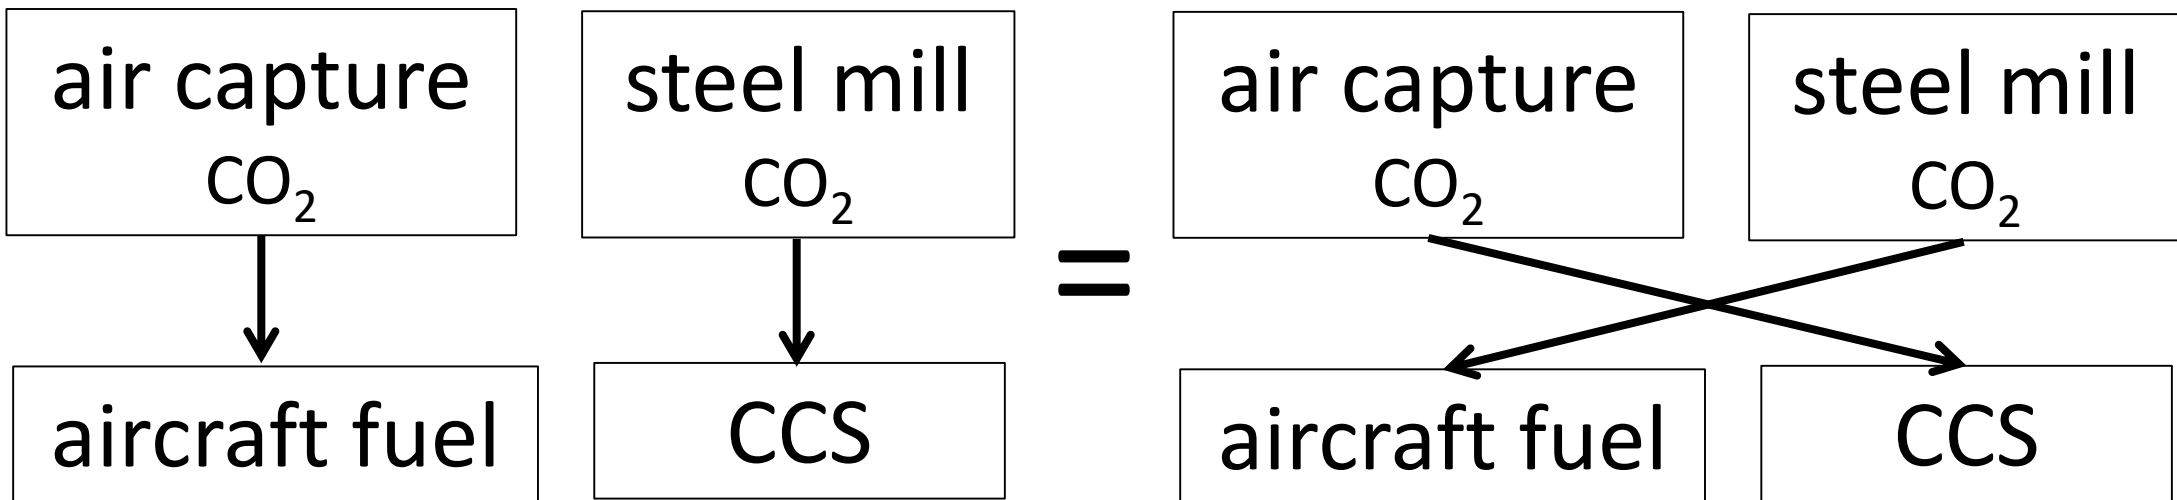 air capture
CO₂
steel mill
CO₂
aircraft fuel
CCS
=
air capture
CO₂
steel mill
CO₂
aircraft fuel
CCS